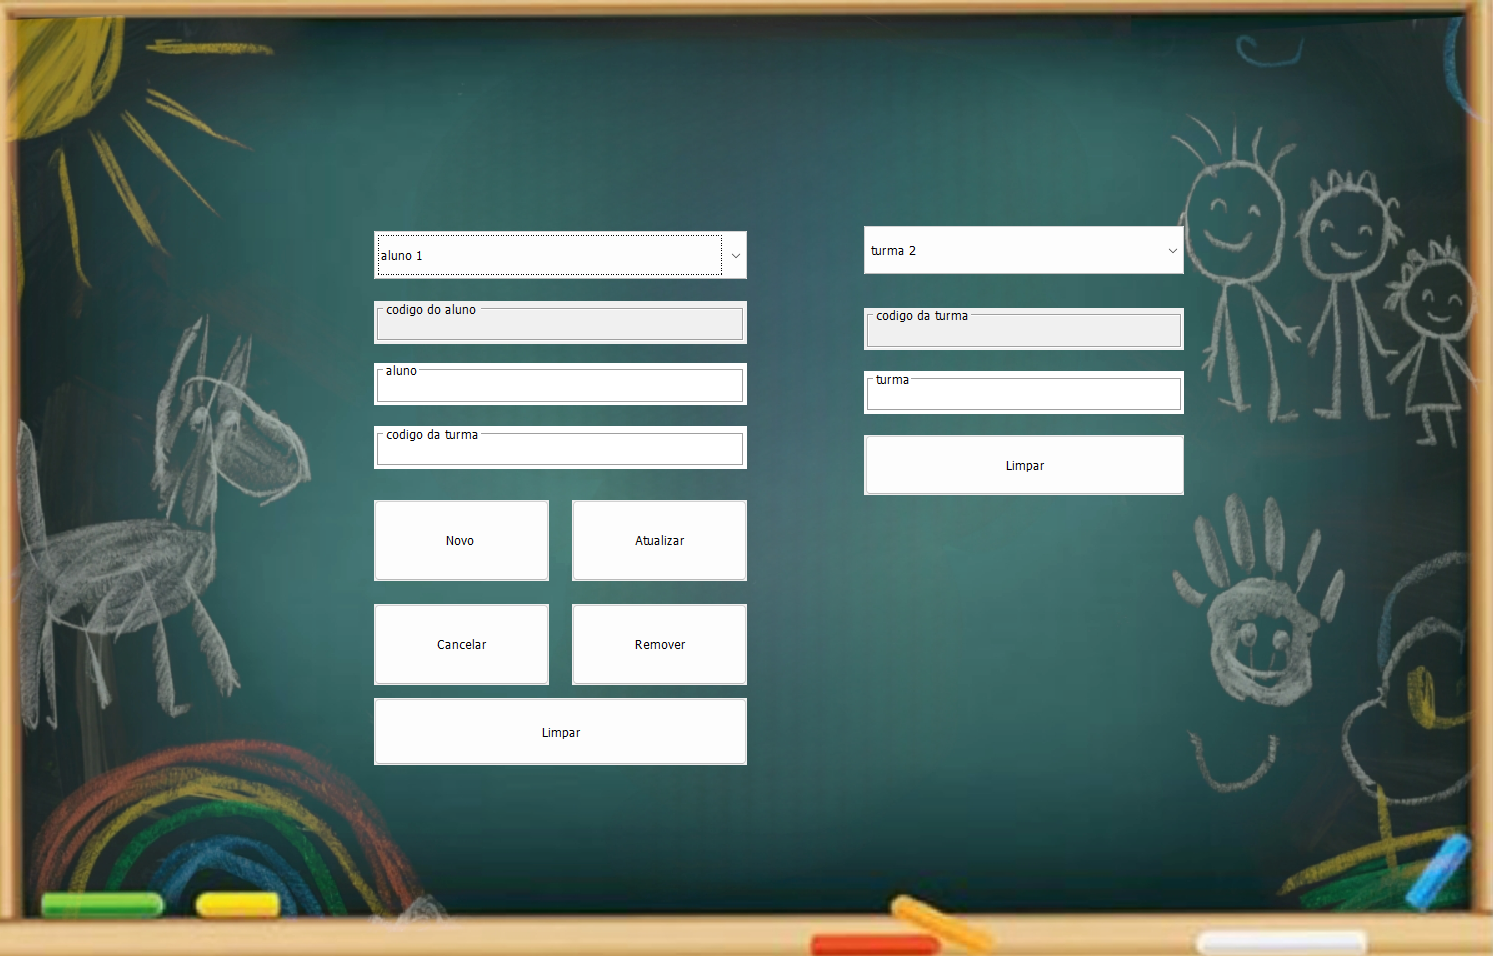 aluno 1
codigo do aluno
aluno
codigo da turma
Novo
Atualizar
Cancelar
Remover
Limpar
turma 2
codigo da turma
turma
Limpar